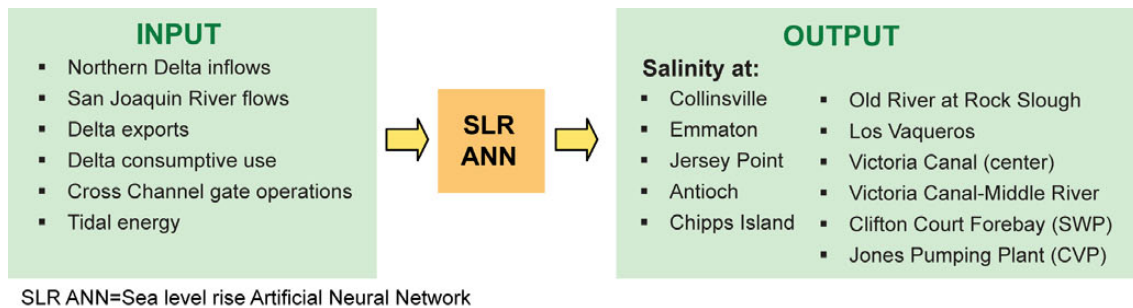 INPUT
▪ Northern Delta inflows
▪ San Joaquin River flows
▪ Delta exports
▪ Delta consumptive use
▪ Cross Channel gate operations
▪ Tidal energy
SLR
ANN
OUTPUT
Salinity at:
▪ Collinsville
▪ Emmaton
▪ Jersey Point
▪ Antioch
▪ Chipps Island
▪ Old River at Rock Slough
▪ Los Vaqueros
▪ Victoria Canal (center)
▪ Victoria Canal-Middle River
▪ Clifton Court Forebay (SWP)
▪ Jones Pumping Plant (CVP)
SLR ANN=Sea level rise Artificial Neural Network